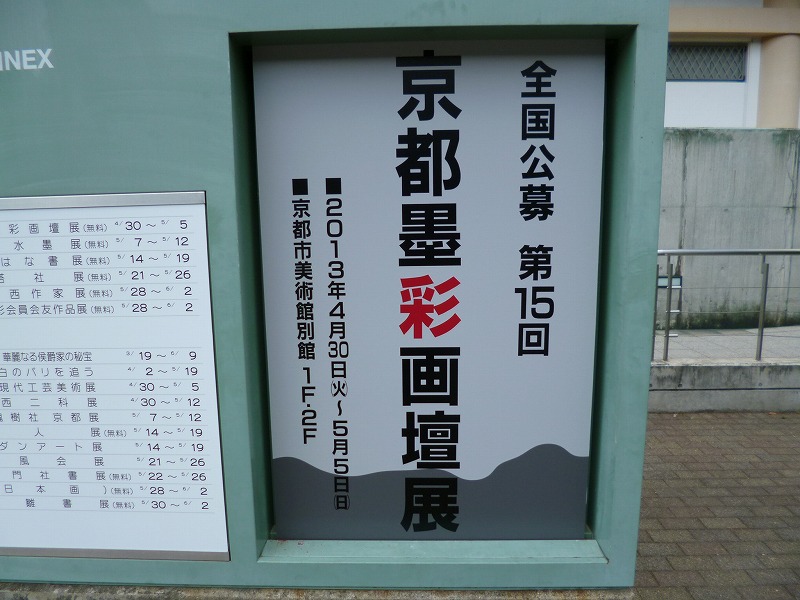 NNEX
全国公募 第15回
京都墨彩画壇展
■2013年4月30日㈫〜5月5日㈰
■京都市美術館別館 1F・2F
彩画壇展(無料) 4/30〜5/5
水墨展(無料) 5/7〜5/12
はな書展(無料) 5/14〜5/19
社展(無料) 5/21〜5/26
西作家展(無料) 5/28〜6/2
彩会員会友作品展(無料) 5/28〜6/2
華麗なる侯爵家の秘宝 3/19〜6/9
白のパリを追う 4/2〜5/19
現代工芸美術展 4/30〜5/5
西二科展 4/30〜5/12
樹社京都展 5/7〜5/12
人展(無料) 5/14〜5/19
ダンアート展 5/14〜5/19
風会展 5/21〜5/26
門社書展(無料) 5/22〜5/26
日本画)(無料) 5/28〜6/2
雛書展(無料) 5/30〜6/2